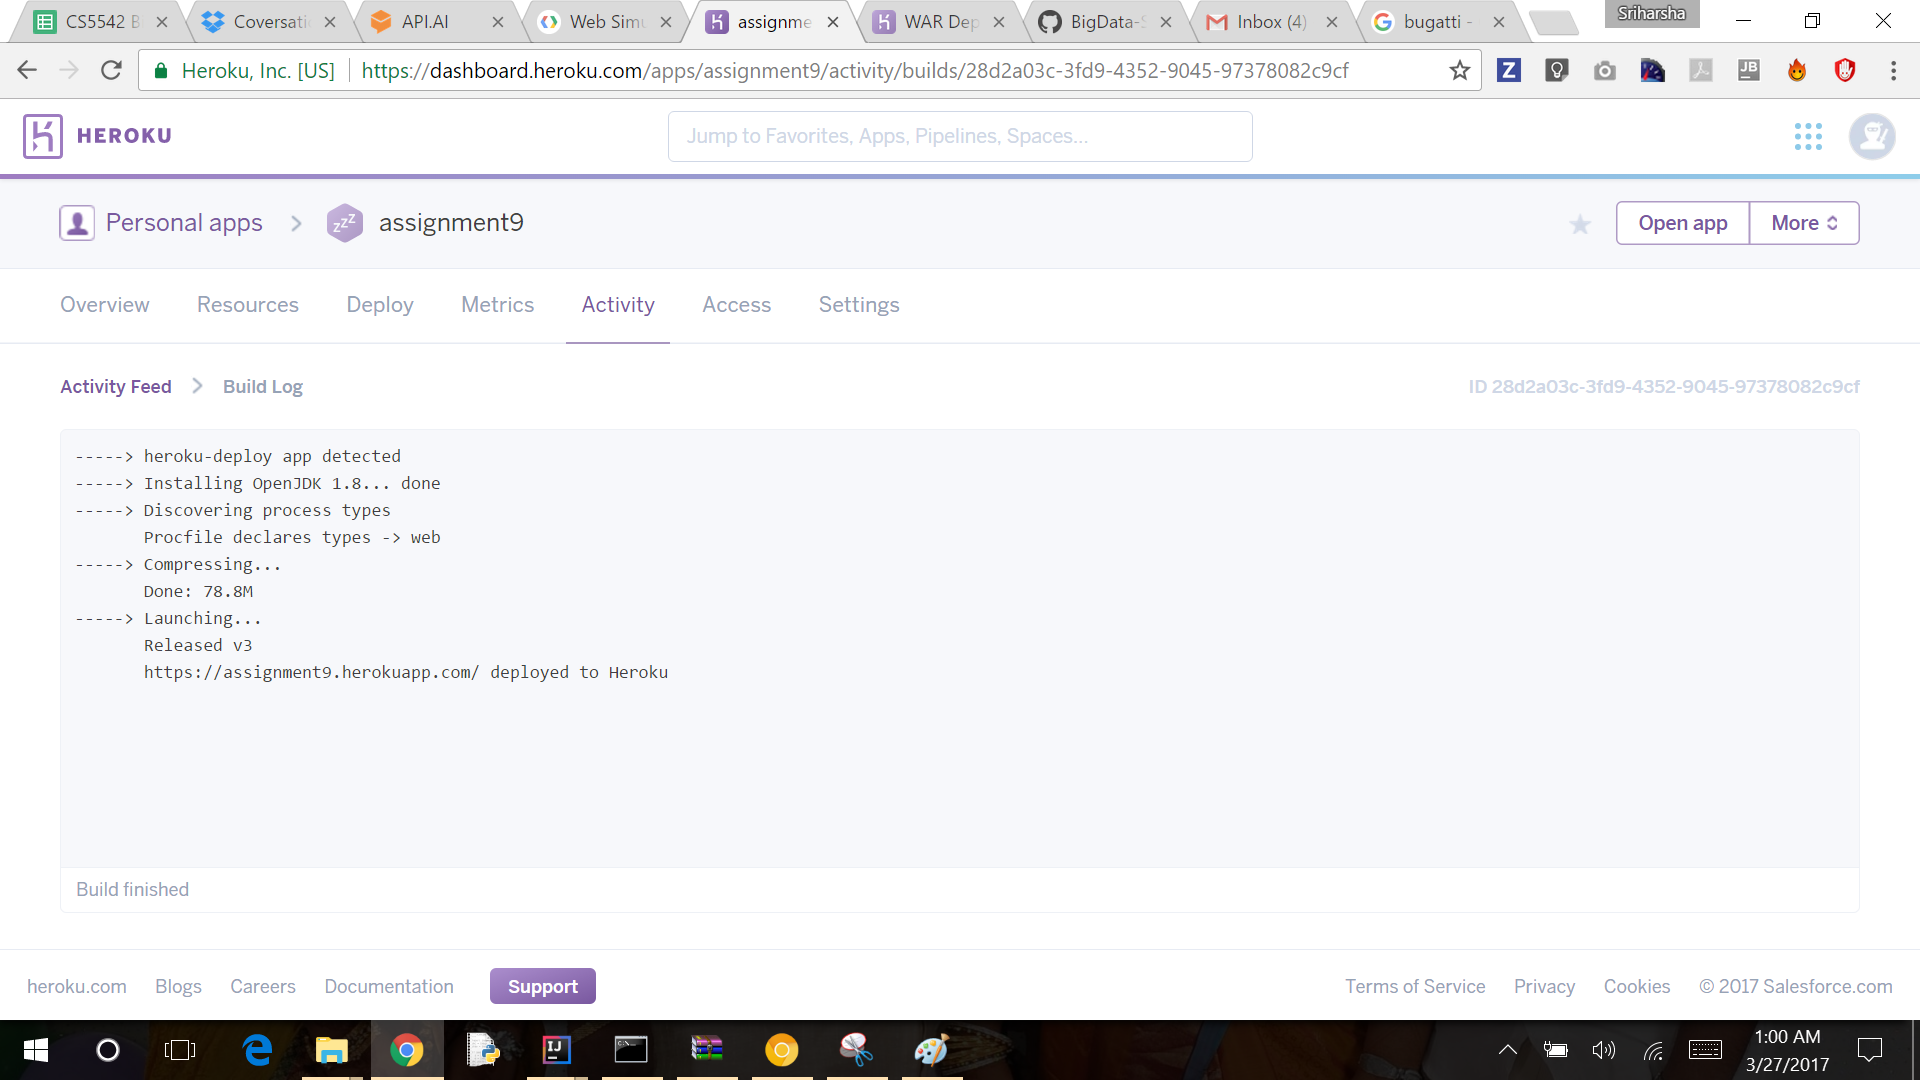 CS5542 B
Coversati
API.AI
Web Simu
assignme
WAR Dep
BigData-S
Inbox (4)
bugatti -
Sriharsha
Heroku, Inc. [US]
https://dashboard.heroku.com/apps/assignment9/activity/builds/28d2a03c-3fd9-4352-9045-97378082c9cf
HEROKU
Jump to Favorites, Apps, Pipelines, Spaces...
Personal apps
assignment9
Open app
More
Overview
Resources
Deploy
Metrics
Activity
Access
Settings
Activity Feed
Build Log
ID 28d2a03c-3fd9-4352-9045-97378082c9cf
-----> heroku-deploy app detected
-----> Installing OpenJDK 1.8... done
-----> Discovering process types
Procfile declares types -> web
-----> Compressing...
Done: 78.8M
-----> Launching...
Released v3
https://assignment9.herokuapp.com/ deployed to Heroku
Build finished
heroku.com
Blogs
Careers
Documentation
Support
Terms of Service
Privacy
Cookies
© 2017 Salesforce.com
1:00 AM
3/27/2017